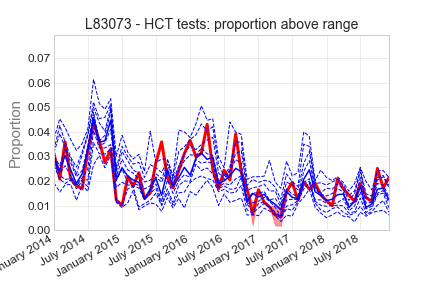 L83073 - HCT tests: proportion above range
Proportion
0.07
0.06
0.05
0.04
0.03
0.02
0.01
0.00
July 2014
January 2015
July 2015
January 2016
July 2016
January 2017
July 2017
January 2018
July 2018